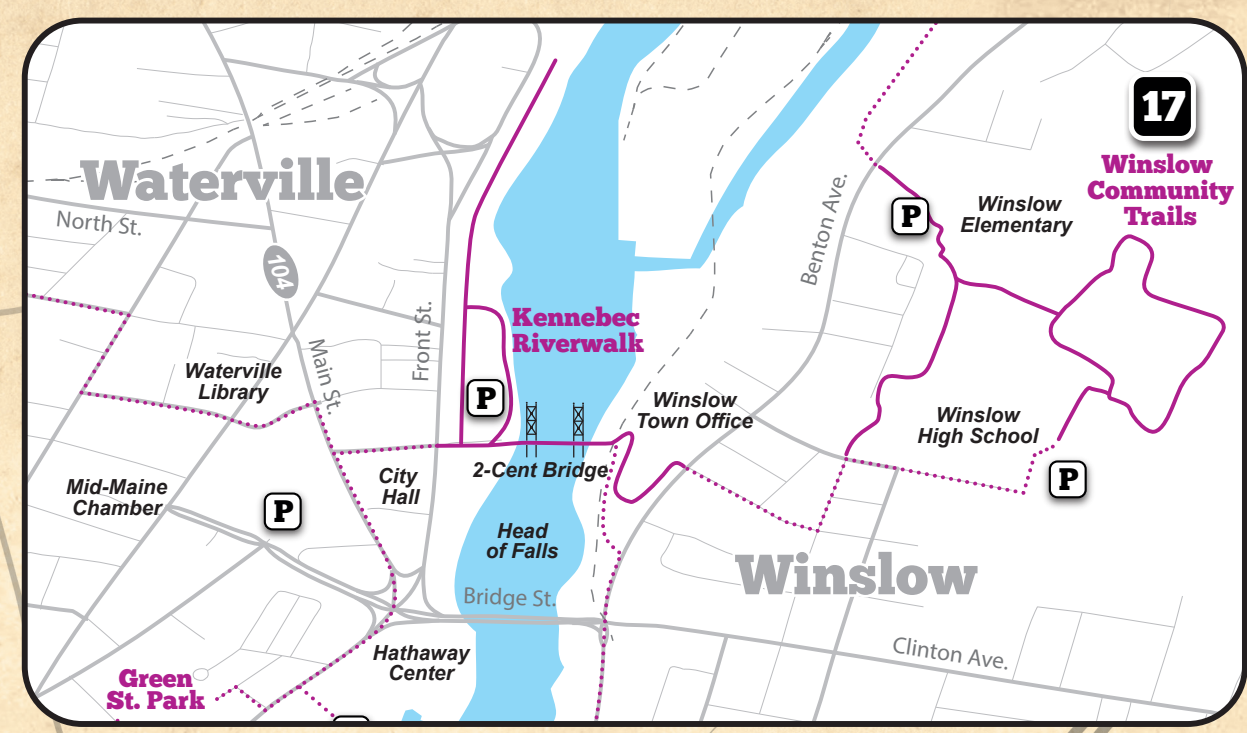 17
Winslow
Community
Trails
Waterville
North St.
104
Benton Ave.
P
Winslow
Elementary
Front St.
Kennebec
Riverwalk
Main St.
Waterville
Library
P
Winslow
Town Office
Winslow
High School
2-Cent Bridge
City
Hall
Mid-Maine
Chamber
P
P
Head
of Falls
Winslow
Bridge St.
Clinton Ave.
Hathaway
Center
Green
St. Park